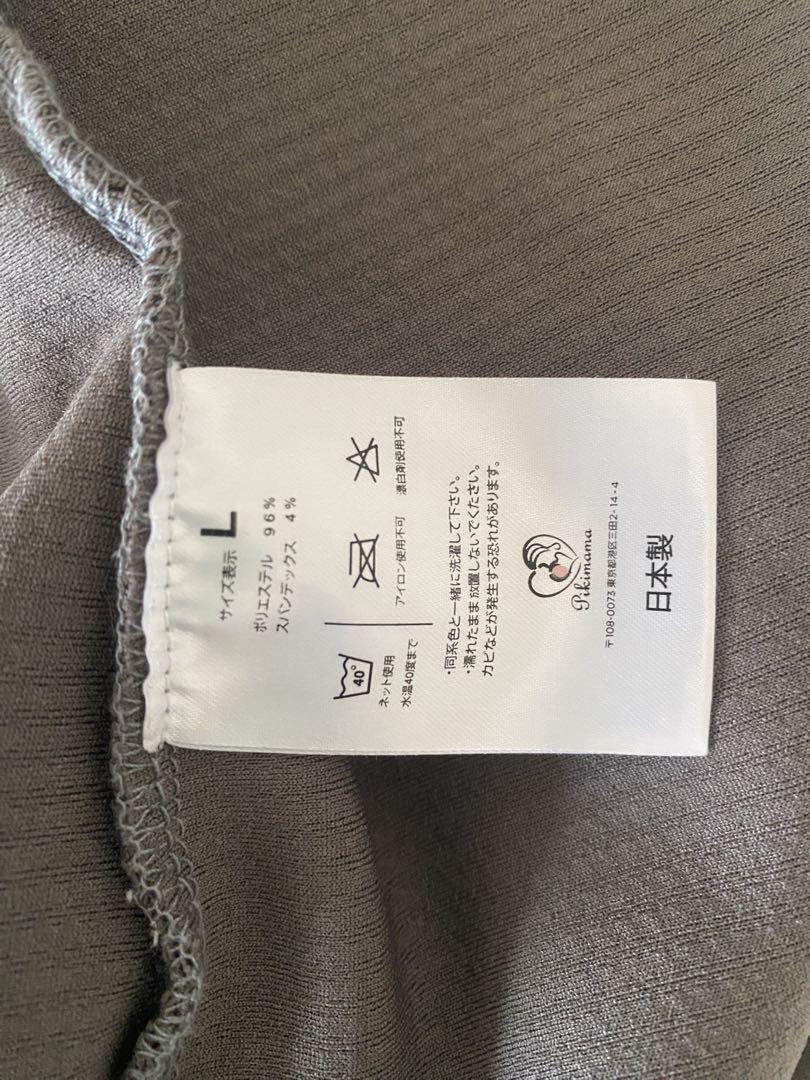 サイズ表示 L
ポリエステル 96%
スパンデックス 4%
40°
ネット使用
水温40度まで
アイロン使用不可
漂白剤使用不可
・同系色と一緒に洗濯して下さい。
・濡れたまま放置しないでください。
カビなどが発生する恐れがあります。
Pikimama
〒108-0073 東京都港区三田2-14-4
日本製